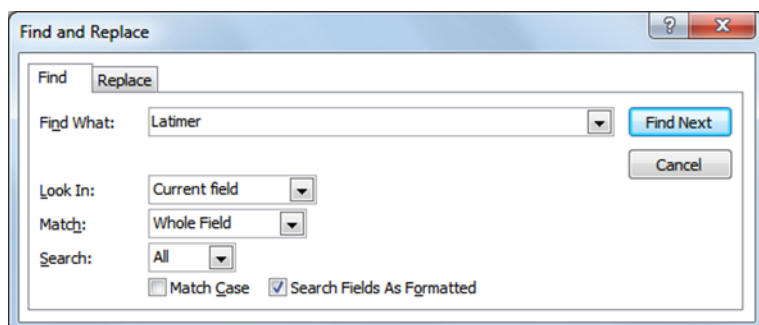 Find and Replace
Find Replace
Find What: Latimer Find Next
Cancel
Look In: Current field
Match: Whole Field
Search: All
Match Case Search Fields As Formatted